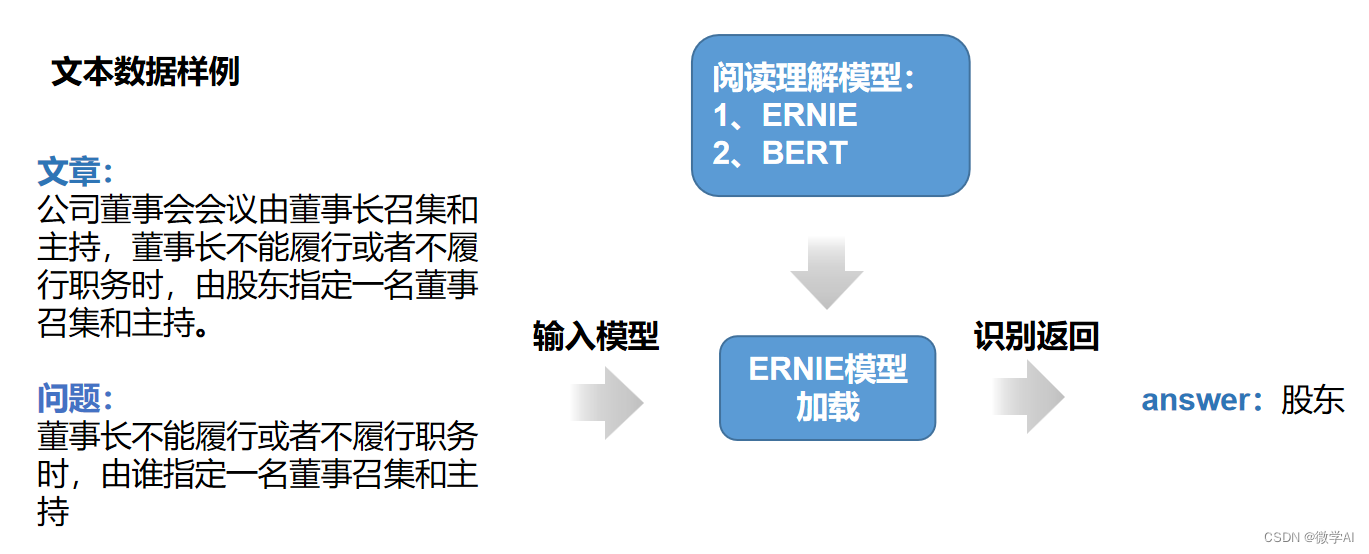 文本数据样例
文章：
公司董事会会议由董事长召集和
主持，董事长不能履行或者不履
行职务时，由股东指定一名董事
召集和主持。
问题：
董事长不能履行或者不履行职务
时，由谁指定一名董事召集和主
持
输入模型
阅读理解模型：
1、ERNIE
2、BERT
ERNIE模型
加载
识别返回
answer：股东
CSDN @微学AI